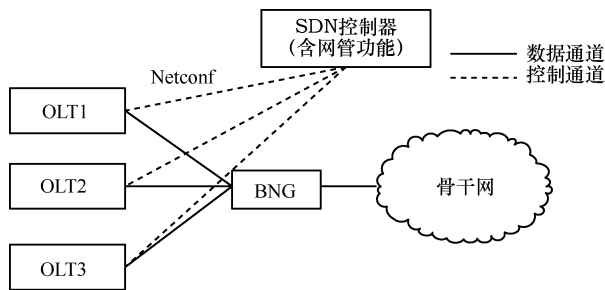 SDN控制器
（含网管功能）
数据通道
控制通道
Netconf
OLT1
OLT2
BNG
骨干网
OLT3